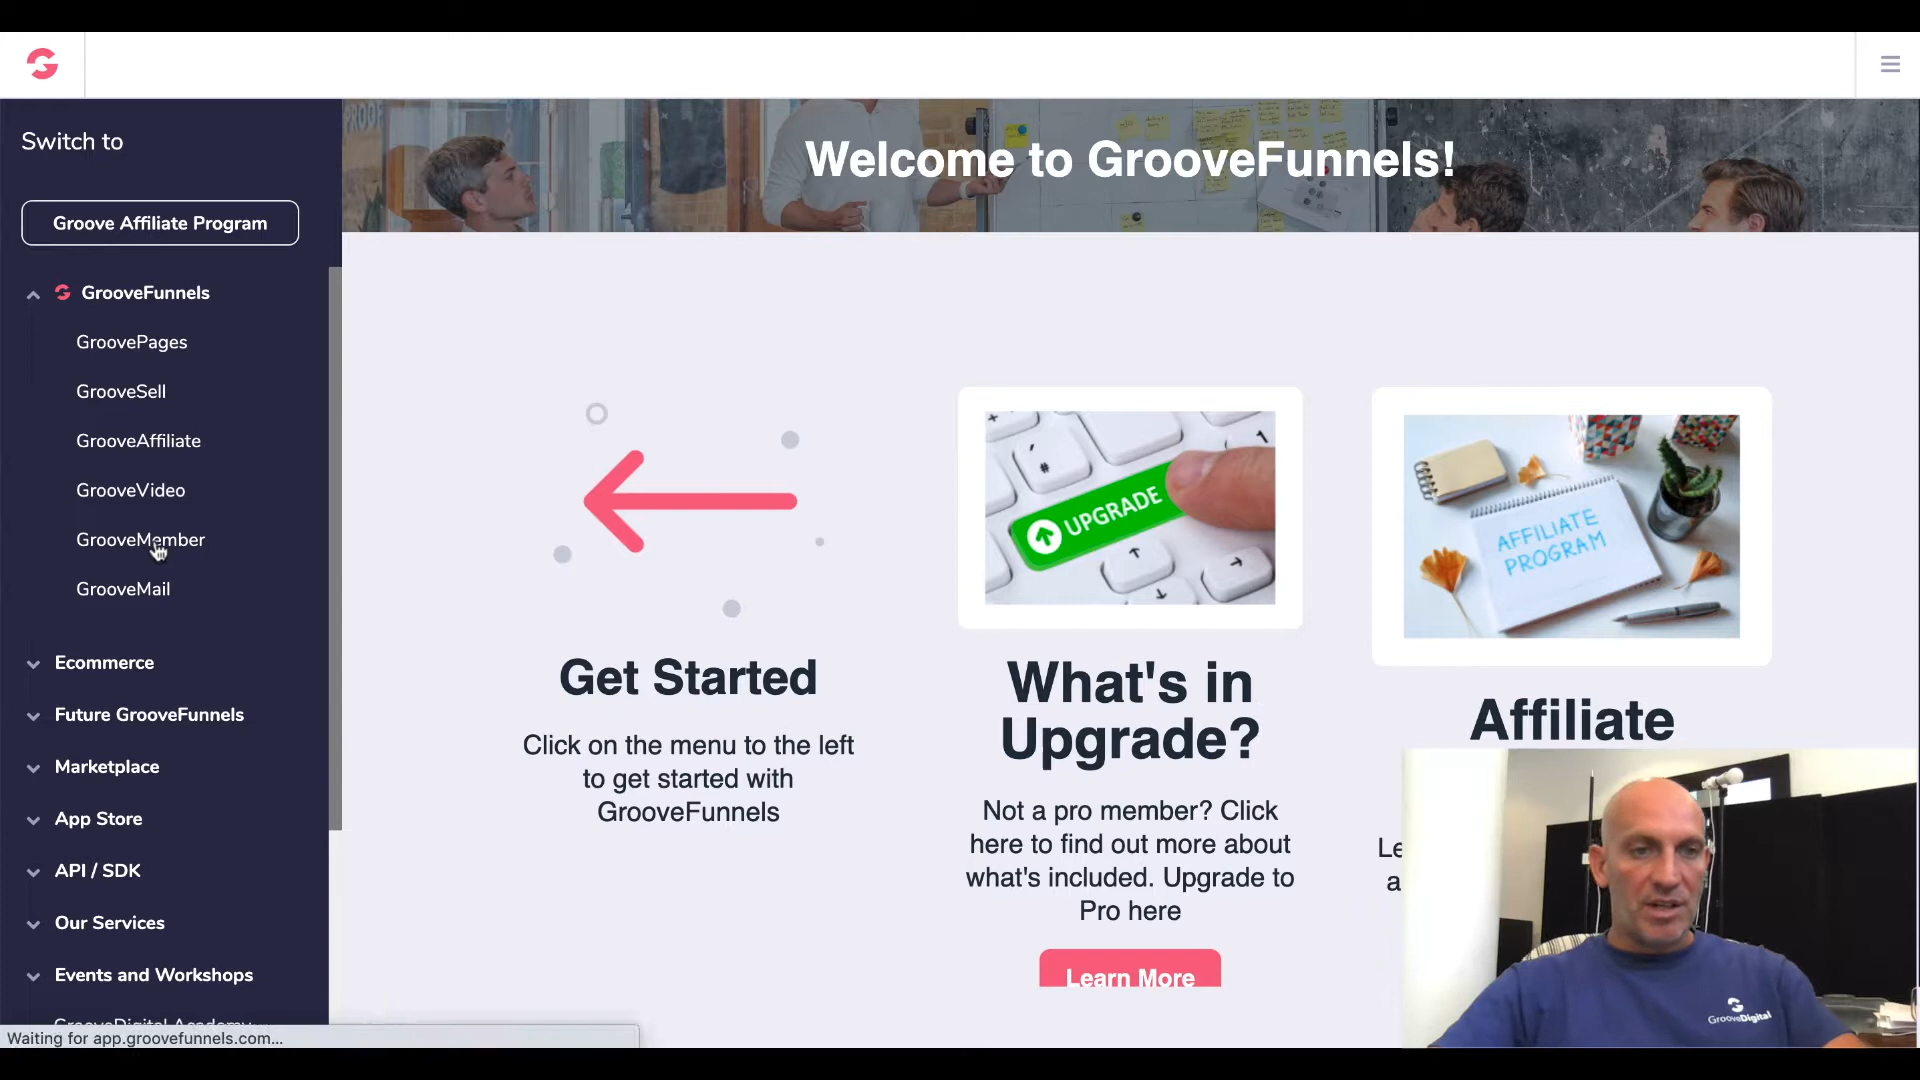 Switch to
Groove Affiliate Program
GrooveFunnels
GroovePages
GrooveSell
GrooveAffiliate
GrooveVideo
GrooveMember
GrooveMail
Ecommerce
Future GrooveFunnels
Marketplace
App Store
API / SDK
Our Services
Events and Workshops
GrooveDigital Academy
Waiting for app.groovefunnels.com...
Welcome to GrooveFunnels!
Get Started
Click on the menu to the left
to get started with
GrooveFunnels
UPGRADE
What's in
Upgrade?
Not a pro member? Click
here to find out more about
what's included. Upgrade to
Pro here
Learn More
AFFILIATE
PROGRAM
Affiliate
GrooveDigital